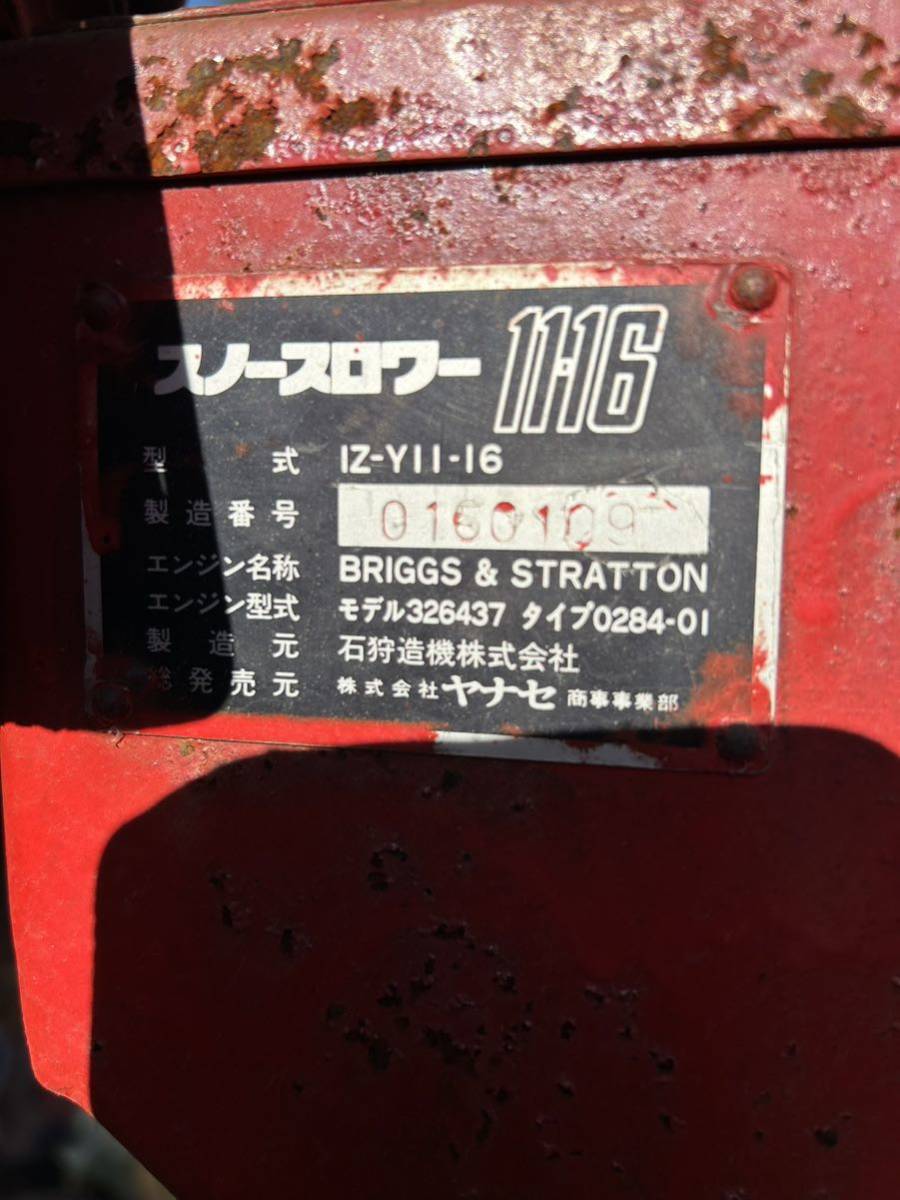 スノースロワー 11-16
型式 IZ-Y11-16
製造番号 0160109
エンジン名称 BRIGGS & STRATTON
エンジン型式 モデル326437 タイプ0284-01
製造元 石狩造機株式会社
総発売元 株式会社ヤナセ 商事事業部